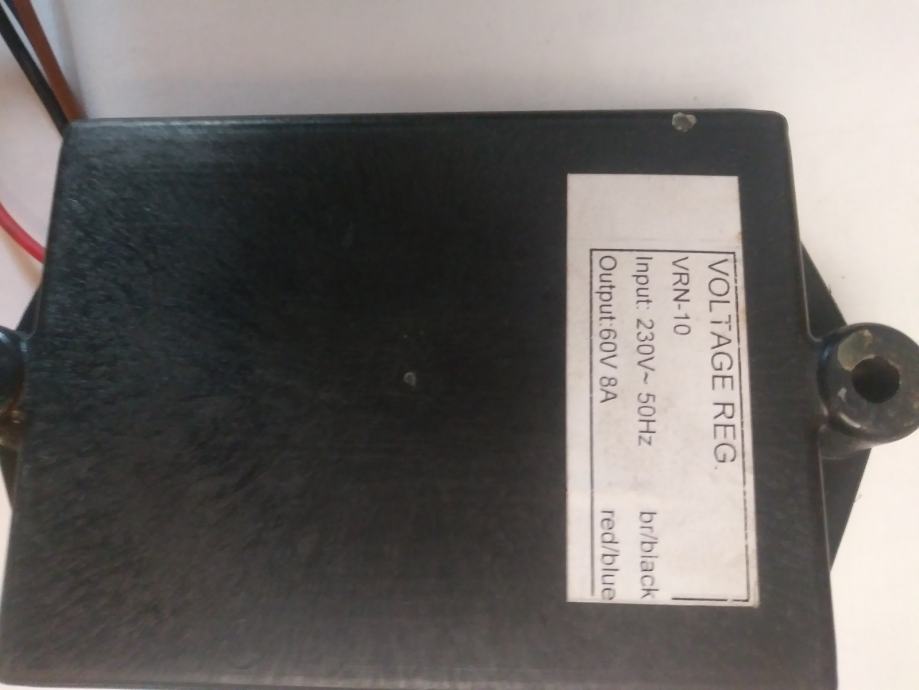 VOLTAGE REG.
VRN-10
Input: 230V~ 50Hz br/black
Output:60V 8A red/blue